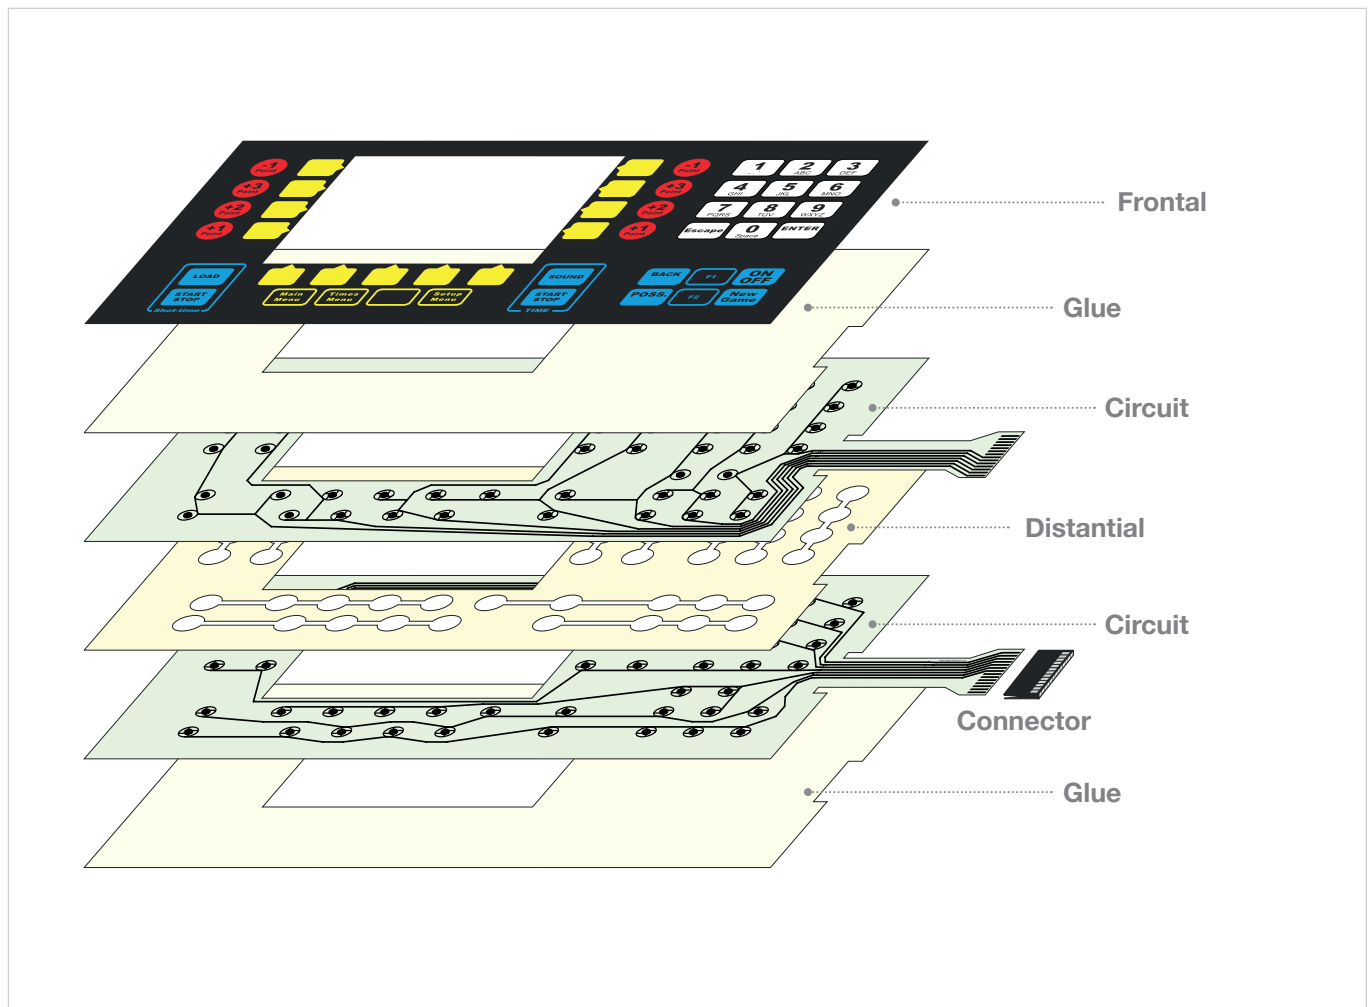 -1 Point
-1 Point
1
2 ABC
3 DEF
+3 Point
+3 Point
4 GHI
5 JKL
6 MNO
+2 Point
+2 Point
7 PQRS
8 TUV
9 WXYZ
+1 Point
+1 Point
Escape
0 Space
ENTER
LOAD
START
STOP
Shot-time
Main
Menu
Times
Menu
Setup
Menu
SOUND
START
STOP
TIME
BACK
F1
ON
OFF
POSS.
F2
New
Game
Frontal
Glue
Circuit
Distantial
Circuit
Connector
Glue